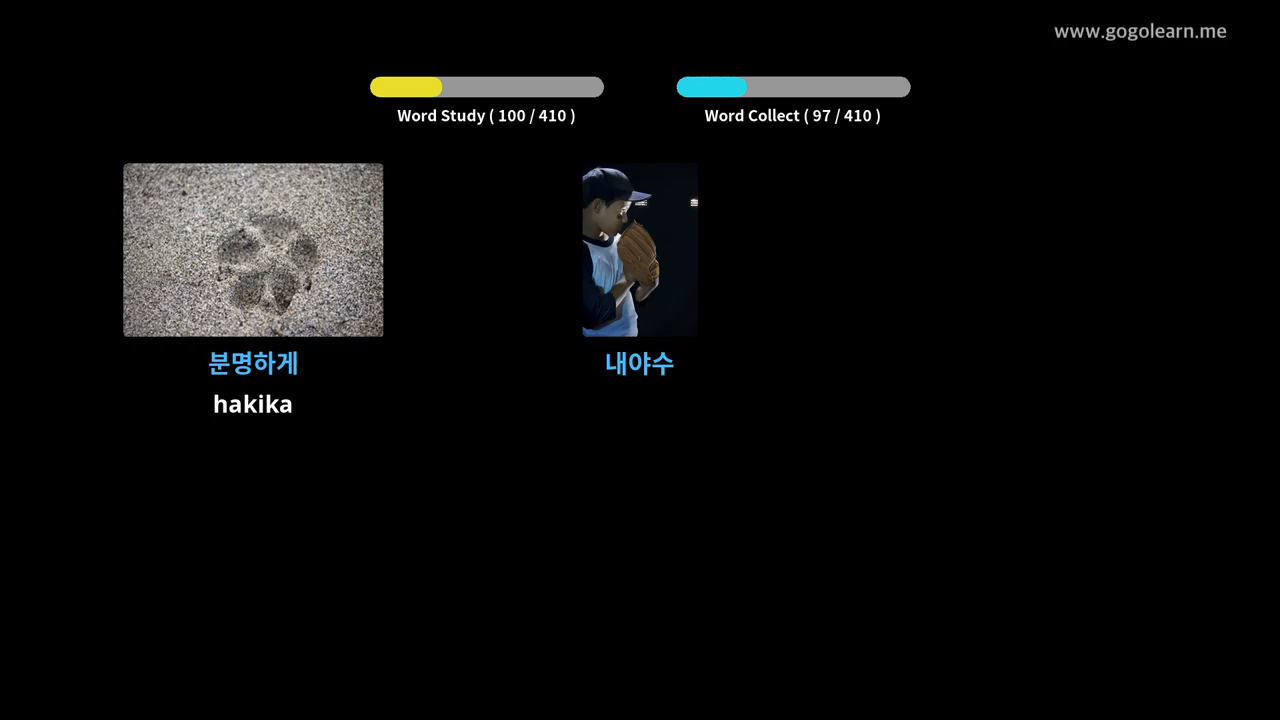 www.gogolearn.me
Word Study ( 100 / 410 )
Word Collect ( 97 / 410 )
분명하게
내야수
hakika